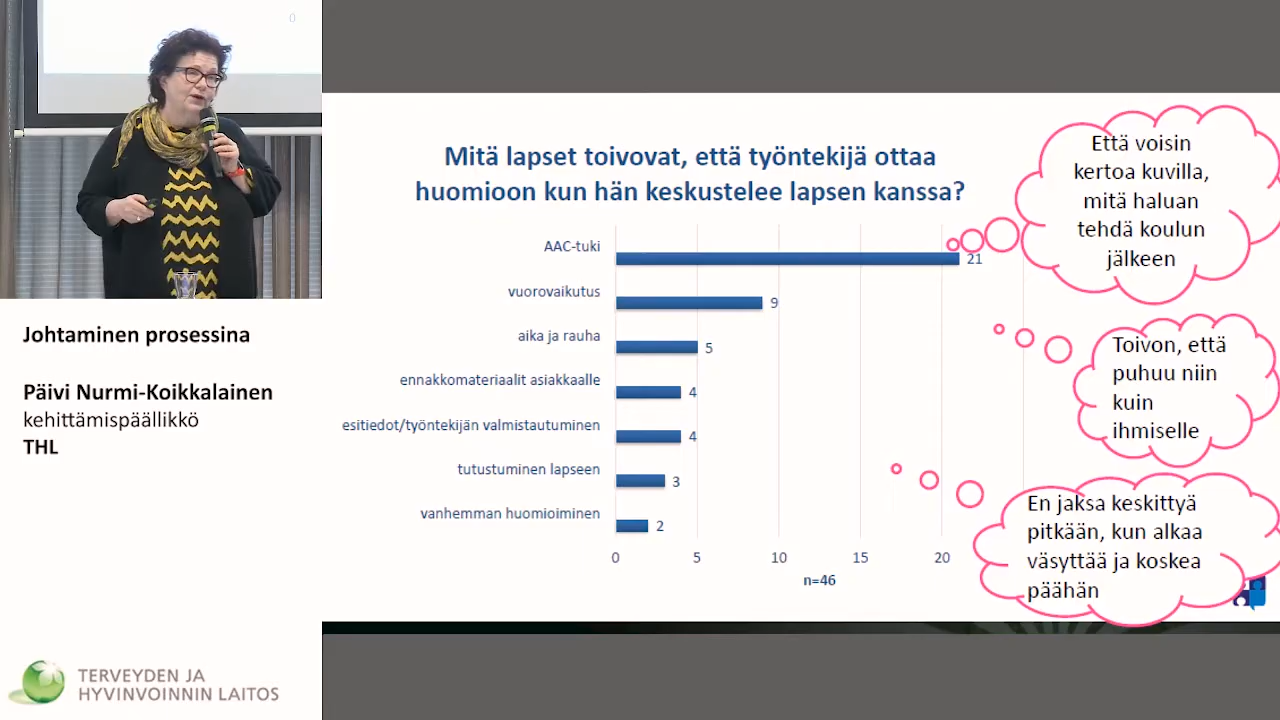 0
Johtaminen prosessina
Päivi Nurmi-Koikkalainen
kehittämispäällikkö
THL
TERVEYDEN JA
HYVINVOINNIN LAITOS
Mitä lapset toivovat, että työntekijä ottaa
huomioon kun hän keskustelee lapsen kanssa?
AAC-tuki
21
vuorovaikutus
9
aika ja rauha
5
ennakkomateriaalit asiakkaalle
4
esitiedot/työntekijän valmistautuminen
4
tutustuminen lapseen
3
vanhemman huomioiminen
2
0 5 10 15 20
n=46
Että voisin
kertoa kuvilla,
mitä haluan
tehdä koulun
jälkeen
Toivon, että
puhuu niin
kuin
ihmiselle
En jaksa keskittyä
pitkään, kun alkaa
väsyttää ja koskea
päähän